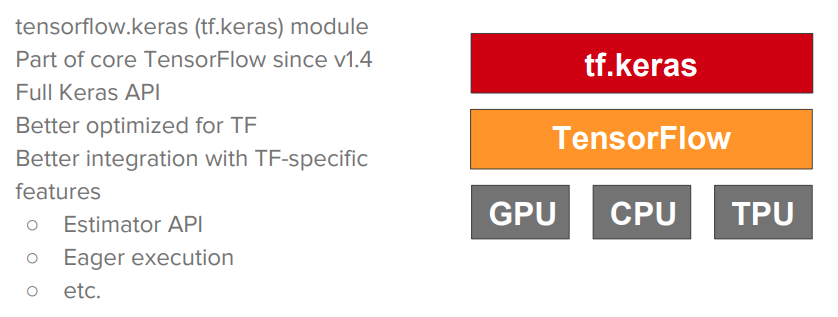 tensorflow.keras (tf.keras) module
Part of core TensorFlow since v1.4
Full Keras API
Better optimized for TF
Better integration with TF-specific
features
○ Estimator API
○ Eager execution
○ etc.
tf.keras
TensorFlow
GPU CPU TPU